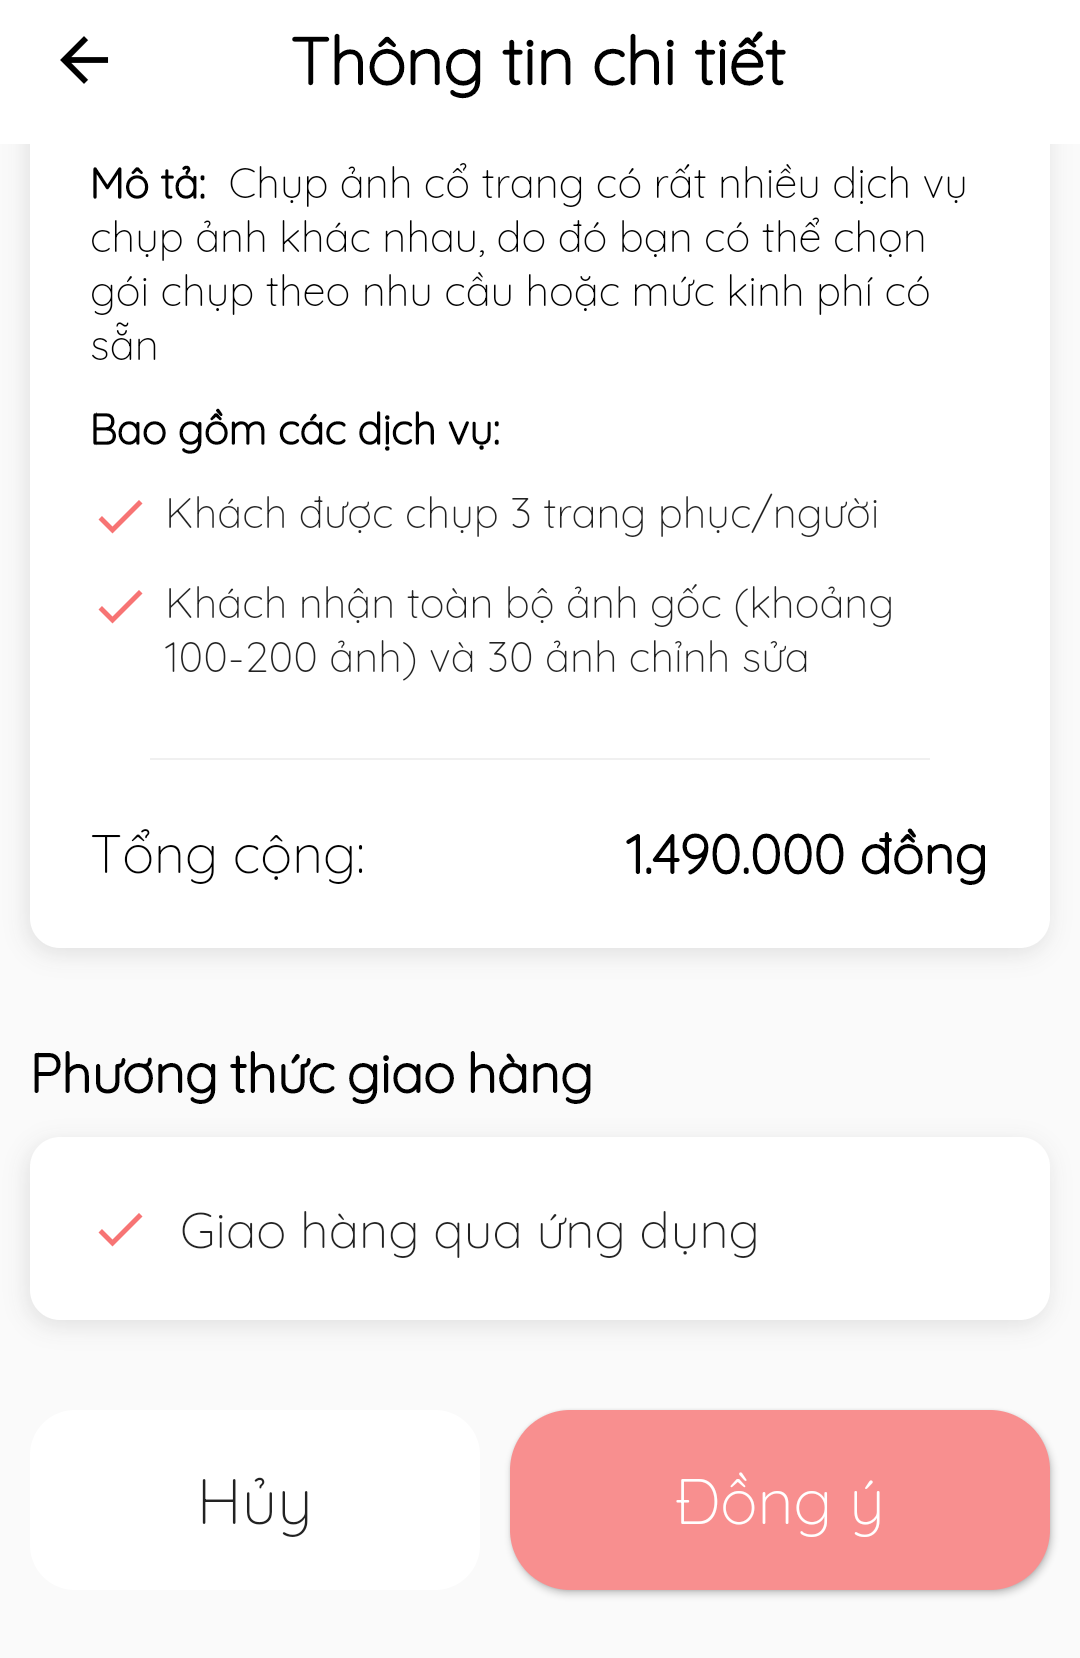 Thông tin chi tiết
Mô tả: Chụp ảnh cổ trang có rất nhiều dịch vụ
chụp ảnh khác nhau, do đó bạn có thể chọn
gói chụp theo nhu cầu hoặc mức kinh phí có
sẵn
Bao gồm các dịch vụ:
Khách được chụp 3 trang phục/người
Khách nhận toàn bộ ảnh gốc (khoảng
100-200 ảnh) và 30 ảnh chỉnh sửa
Tổng cộng: 1.490.000 đồng
Phương thức giao hàng
Giao hàng qua ứng dụng
Hủy Đồng ý